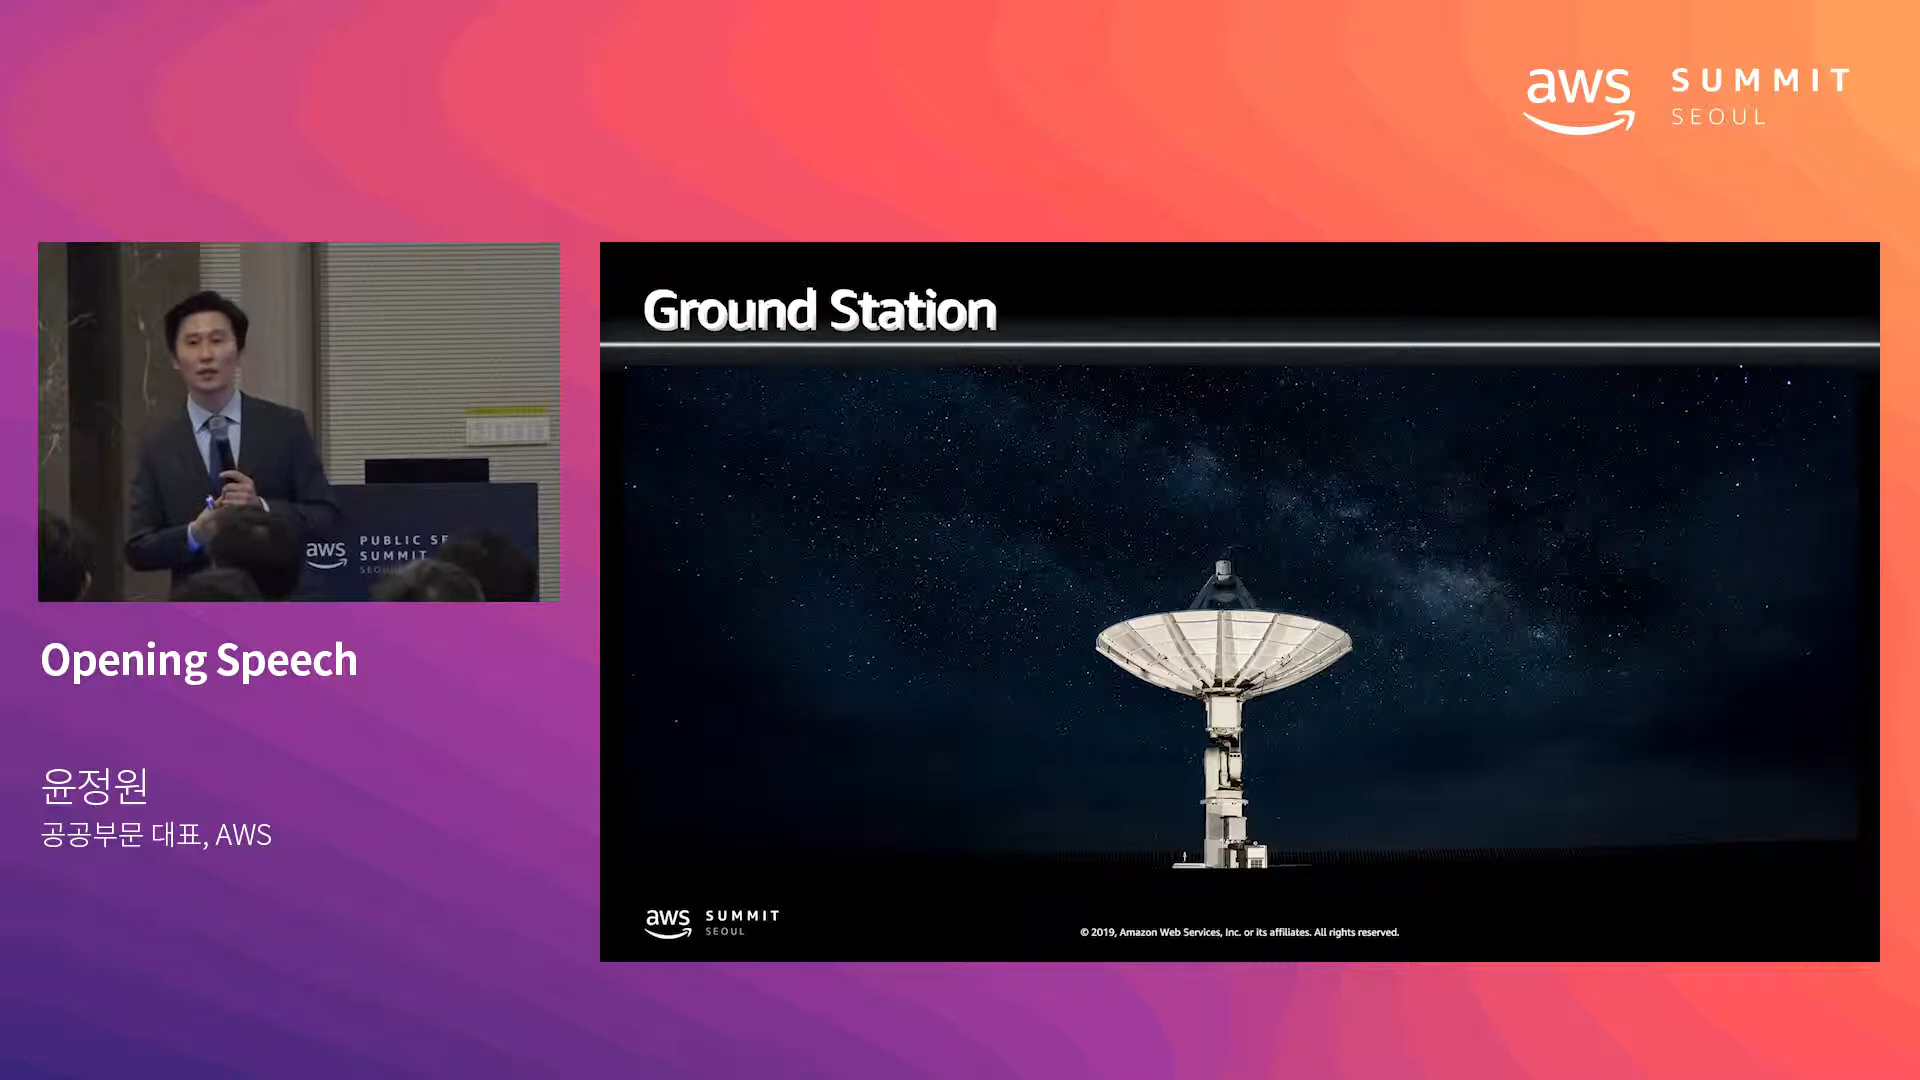 aws SUMMIT
SEOUL
Ground Station
aws PUBLIC
SUMMIT
Opening Speech
윤정원
공공부문 대표, AWS
aws SUMMIT
SEOUL
© 2019, Amazon Web Services, Inc. or its affiliates. All rights reserved.